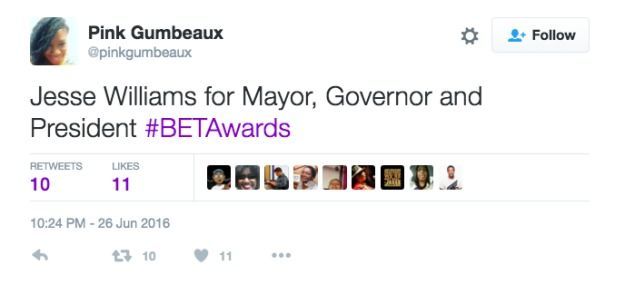 Pink Gumbeaux
@pinkgumbeaux
Follow
Jesse Williams for Mayor, Governor and
President #BETAwards
RETWEETS LIKES
10 11
10:24 PM - 26 Jun 2016
10 11